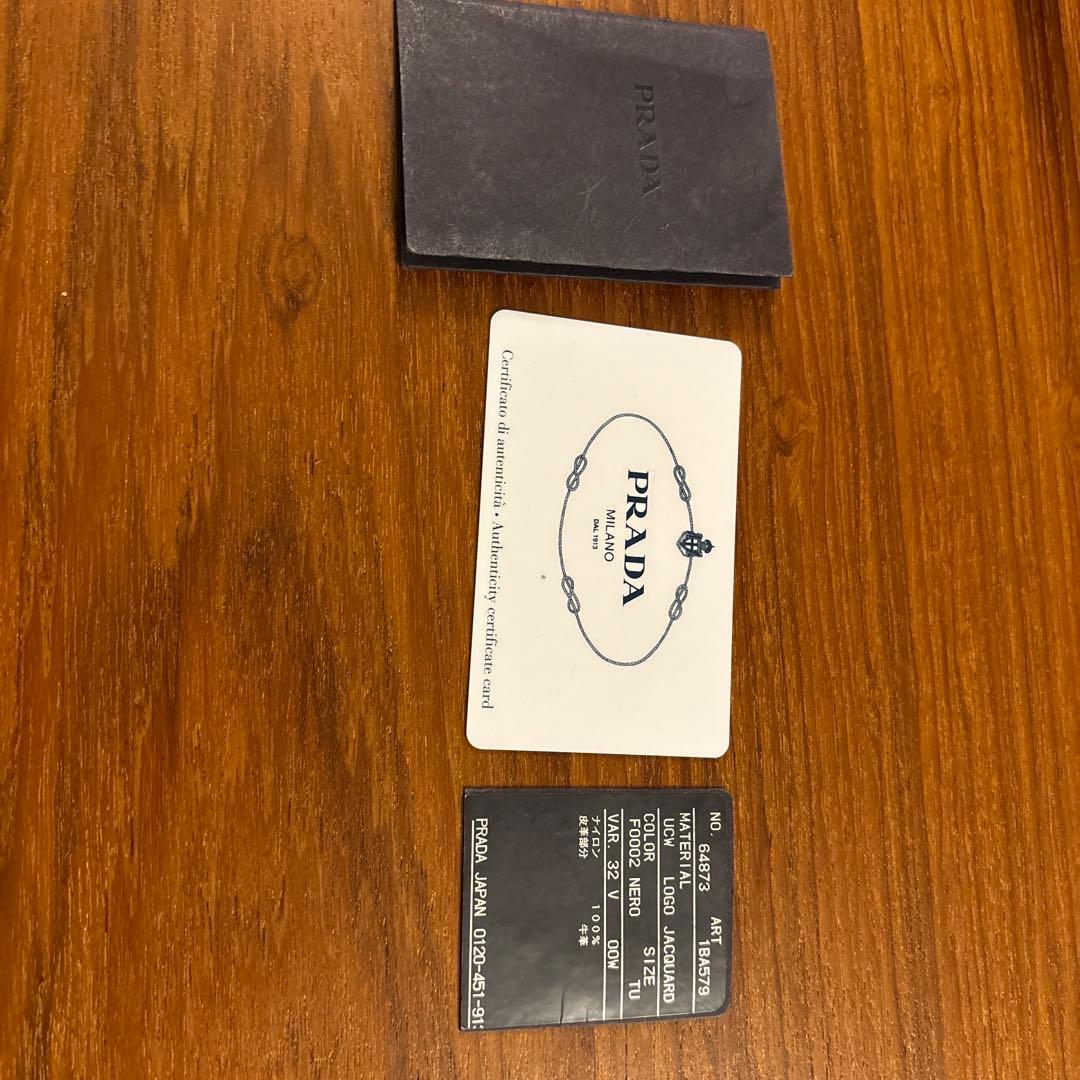 PRADA
PRADA
MILANO
DAL 1913
Certificato di autenticità • Authenticity certificate card
NO. 64873 ART 1BA579
MATERIAL
UCW LOGO JACQUARD
COLOR SIZE
F0002 NERO TU
VAR. 32 V OOW
ナイロン 100%
皮革部分 牛革
PRADA JAPAN 0120-451-91